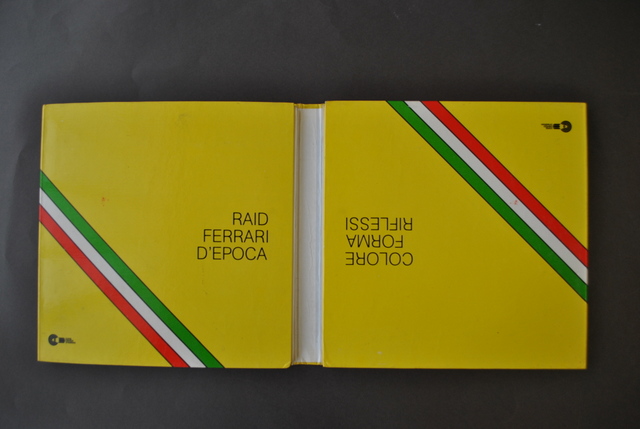 RAID
FERRARI
D'EPOCA
COLORE
FORMA
RIFLESSI